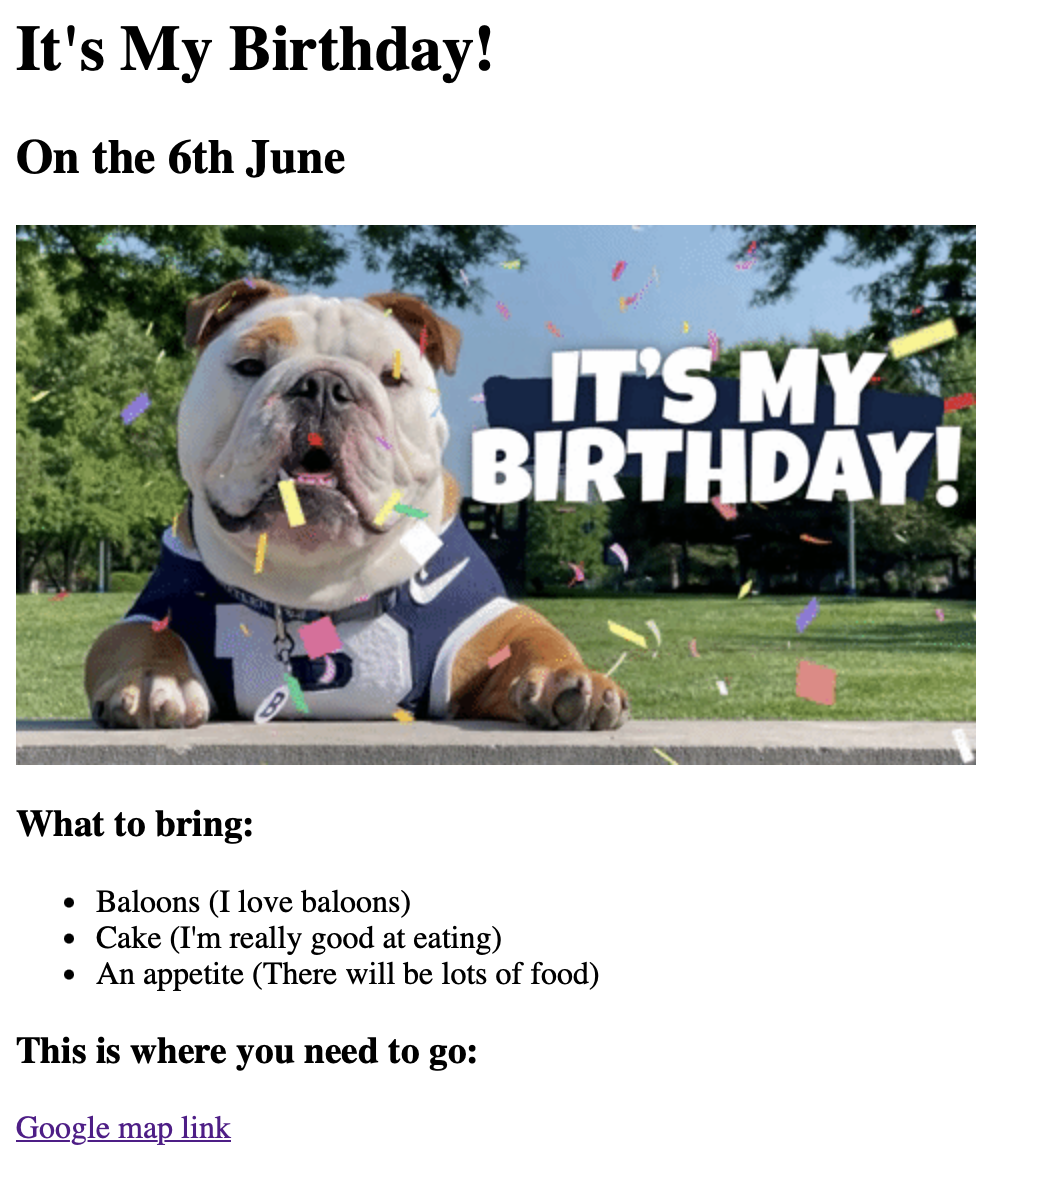 It's My Birthday!
On the 6th June
IT'S MY
BIRTHDAY!
B
What to bring:
Baloons (I love baloons)
Cake (I'm really good at eating)
An appetite (There will be lots of food)
This is where you need to go:
Google map link